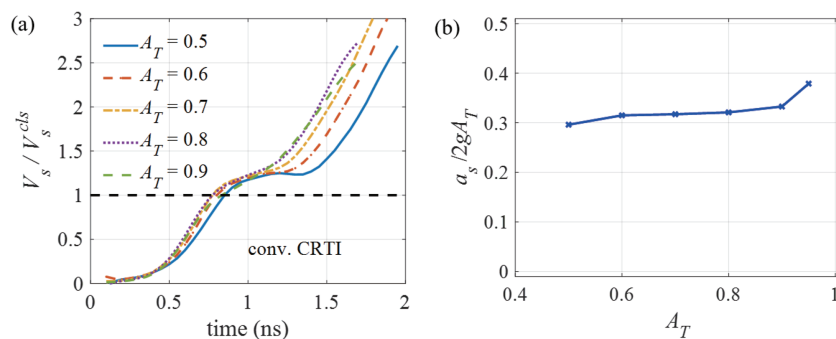 (a)
3
2.5
2
1.5
1
0.5
0
V_s / V_s^{cls}
A_T = 0.5
A_T = 0.6
A_T = 0.7
A_T = 0.8
A_T = 0.9
conv. CRTI
0 0.5 1 1.5 2
time (ns)
(b)
0.5
0.4
0.3
0.2
0.1
0
a_s/2gA_T
0.4 0.6 0.8 1
A_T